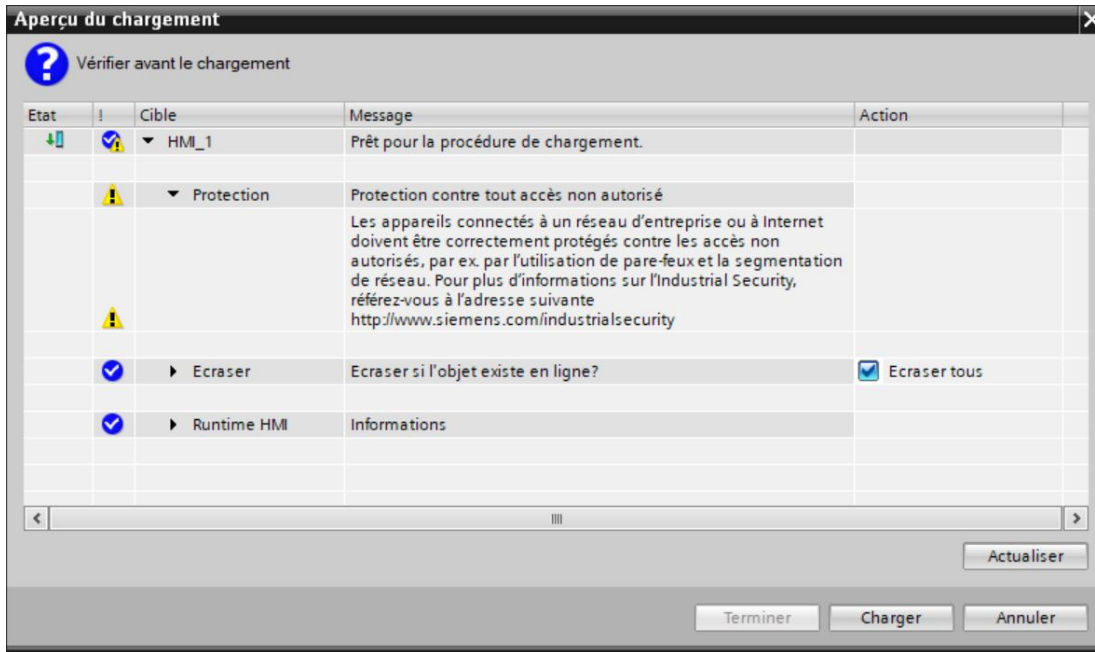 Aperçu du chargement
Vérifier avant le chargement
Etat ! Cible Message Action
HMI_1 Prêt pour la procédure de chargement.
Protection Protection contre tout accès non autorisé
Les appareils connectés à un réseau d'entreprise ou à Internet
doivent être correctement protégés contre les accès non
autorisés, par ex. par l'utilisation de pare-feux et la segmentation
de réseau. Pour plus d'informations sur l'Industrial Security,
référez-vous à l'adresse suivante
http://www.siemens.com/industrialsecurity
Ecraser Ecraser si l'objet existe en ligne? Ecraser tous
Runtime HMI Informations
Actualiser
Terminer Charger Annuler